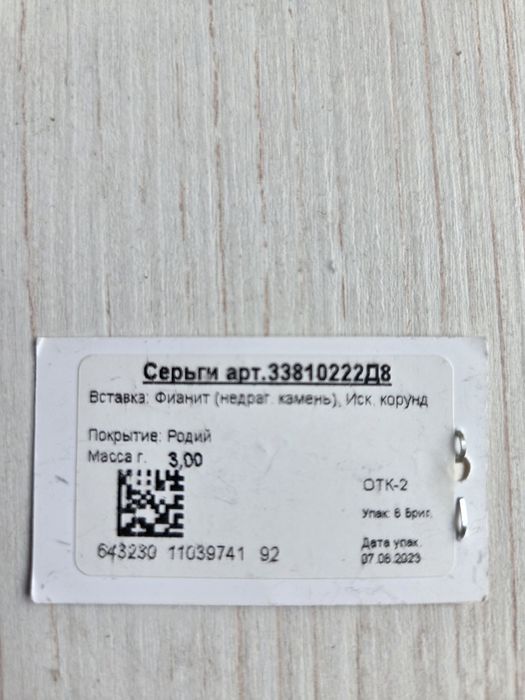 Серьги арт.33810222Д8
Вставка: Фианит (недраг. камень), Иск. корунд
Покрытие: Родий
Масса г. 3,00
ОТК-2
Упак: 6 Бриг.
Дата упак.
07.06.2023
643230 11039741 92